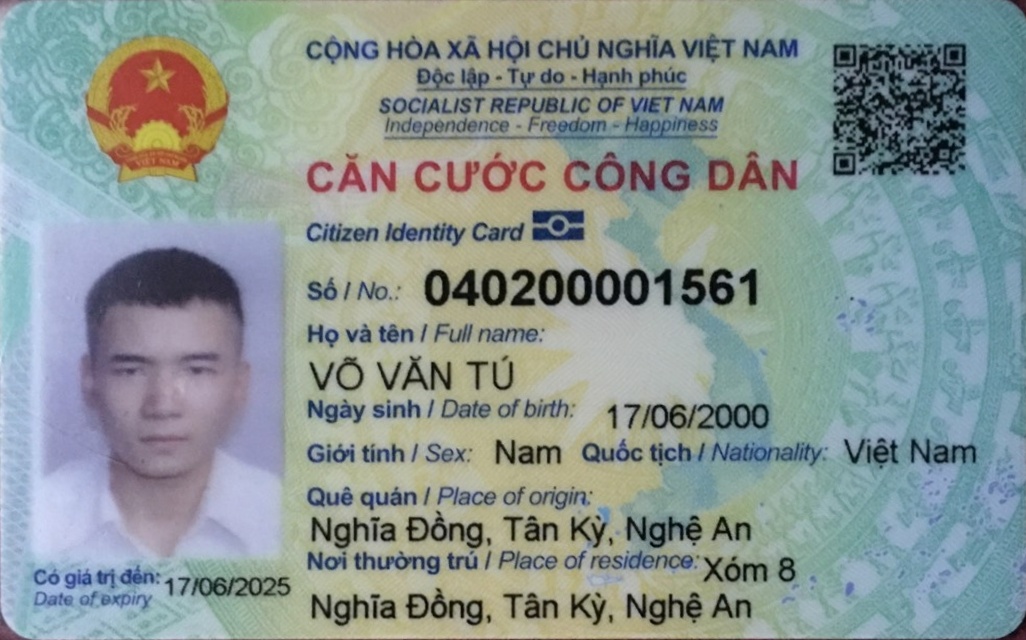 CỘNG HÒA XÃ HỘI CHỦ NGHĨA VIỆT NAM
Độc lập - Tự do - Hạnh phúc
SOCIALIST REPUBLIC OF VIET NAM
Independence - Freedom - Happiness
CĂN CƯỚC CÔNG DÂN
Citizen Identity Card
Số / No.: 040200001561
Họ và tên / Full name:
VÕ VĂN TÚ
Ngày sinh / Date of birth: 17/06/2000
Giới tính / Sex: Nam Quốc tịch / Nationality: Việt Nam
Quê quán / Place of origin:
Nghĩa Đồng, Tân Kỳ, Nghệ An
Nơi thường trú / Place of residence: Xóm 8
Nghĩa Đồng, Tân Kỳ, Nghệ An
Có giá trị đến: 17/06/2025
Date of expiry
VIỆT NAM